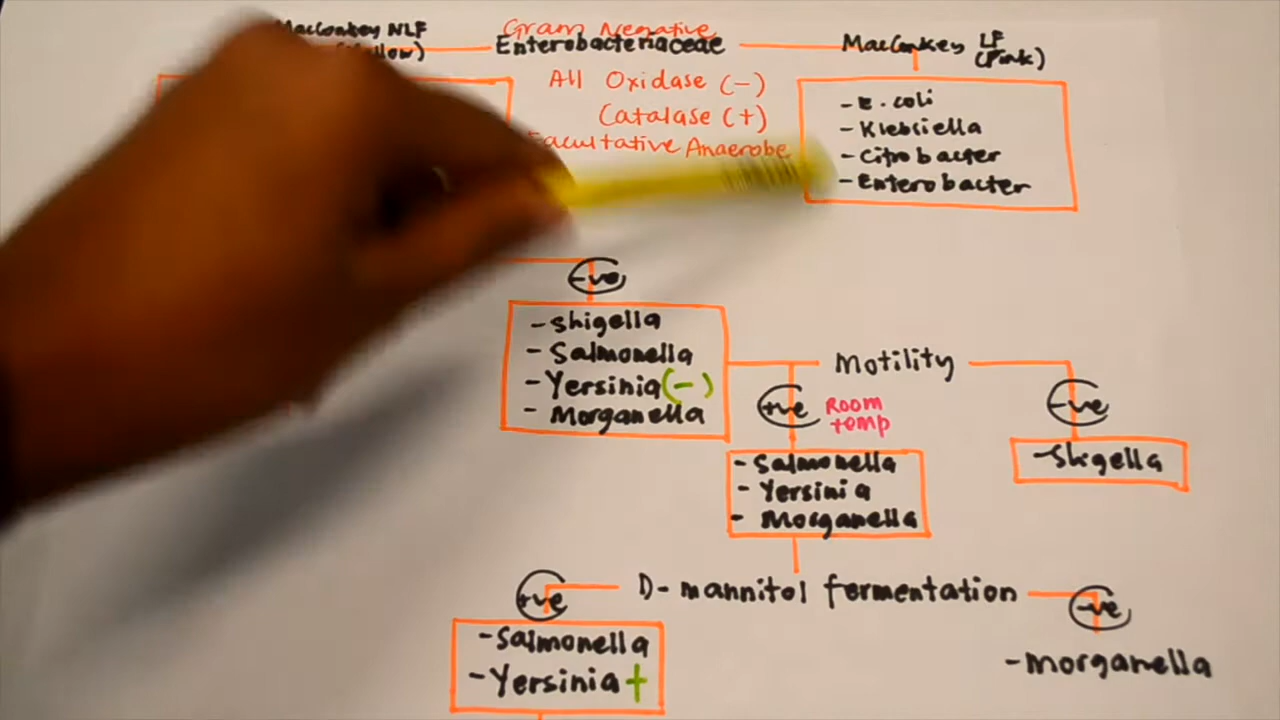 MacConkey NLF
Gram Negative
Enterobacteriaceae
MacConkey LF
(Pink)
All Oxidase (-)
Catalase (+)
Facultative Anaerobe
- E. coli
- Klebsiella
- Citrobacter
- Enterobacter
-ve
- Shigella
- Salmonella
- Yersinia (-)
- Morganella
Motility
+ve
Room
temp
-ve
- Salmonella
- Yersinia
- Morganella
- Shigella
D-mannitol fermentation
+ve
-ve
- Salmonella
- Yersinia +
- morganella